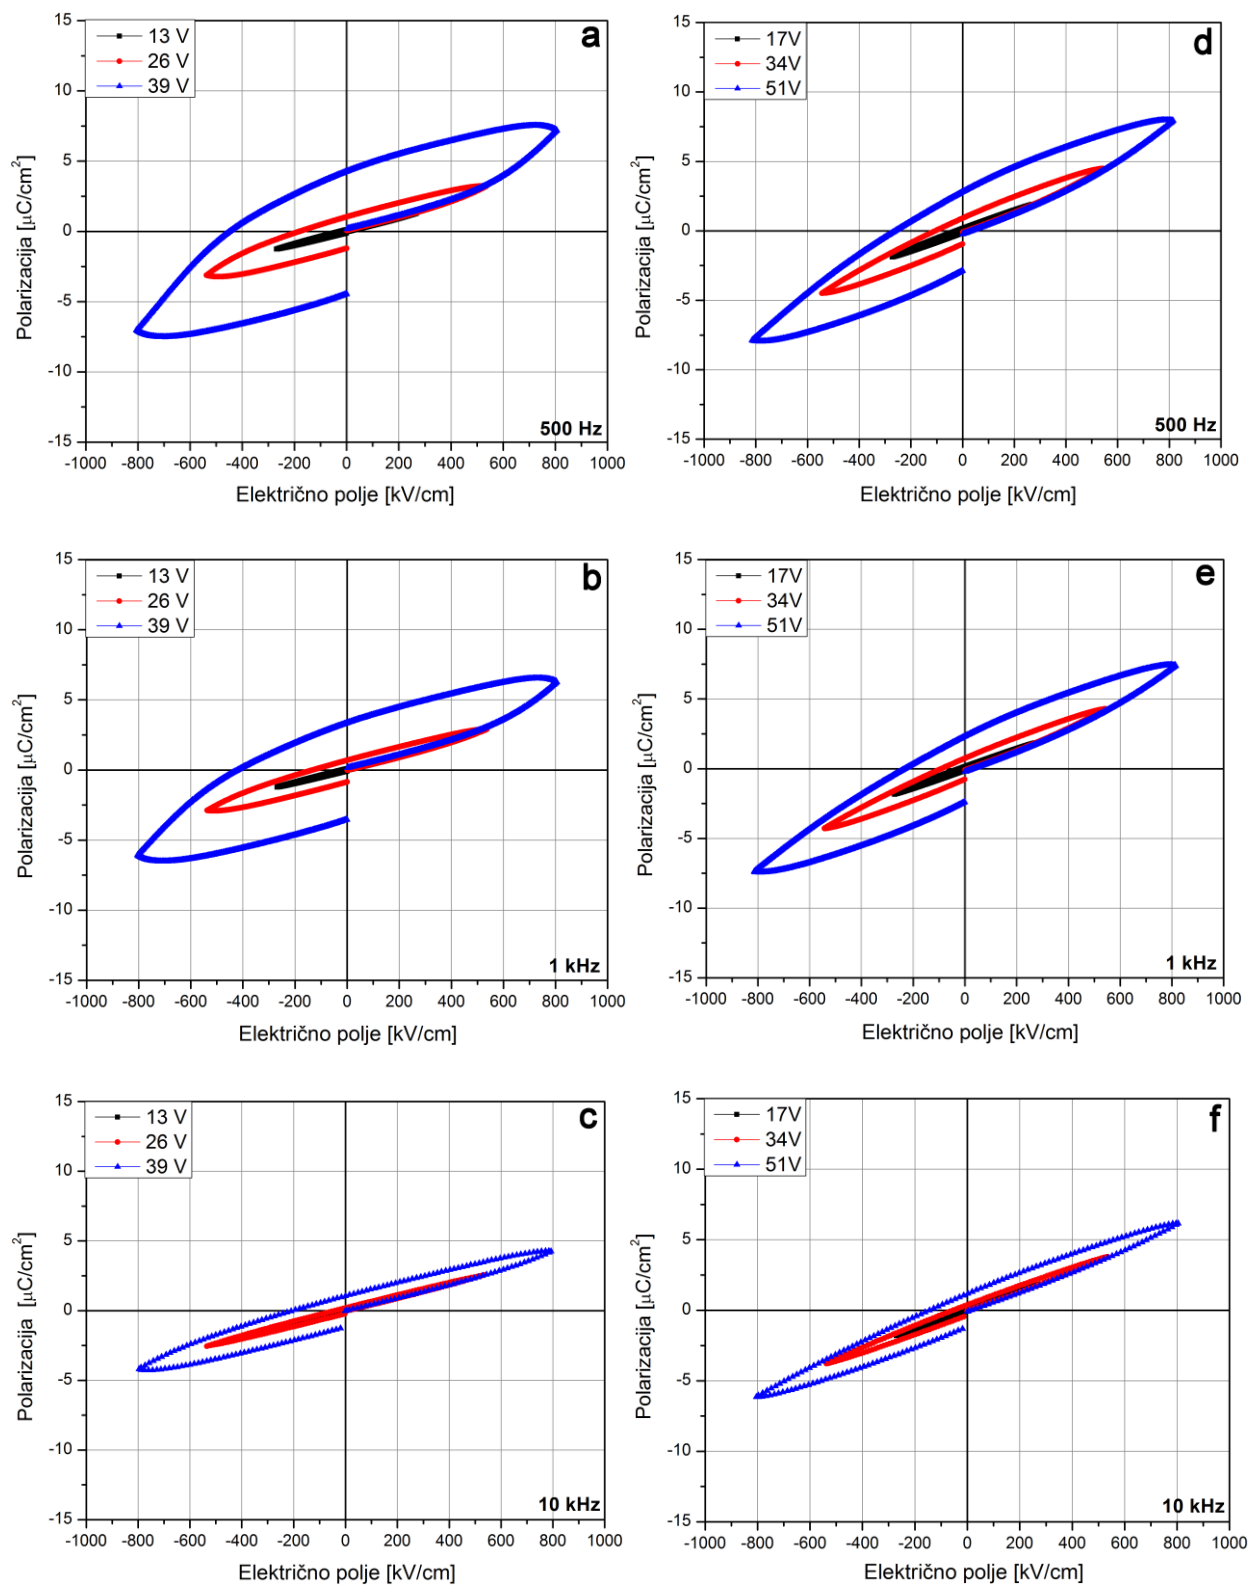 a
13 V
26 V
39 V
15
10
5
0
-5
-10
-15
Polarizacija [μC/cm²]
500 Hz
-1000 -800 -600 -400 -200 0 200 400 600 800 1000
Električno polje [kV/cm]
d
17V
34V
51V
15
10
5
0
-5
-10
-15
Polarizacija [μC/cm²]
500 Hz
-1000 -800 -600 -400 -200 0 200 400 600 800 1000
Električno polje [kV/cm]
b
13 V
26 V
39 V
15
10
5
0
-5
-10
-15
Polarizacija [μC/cm²]
1 kHz
-1000 -800 -600 -400 -200 0 200 400 600 800 1000
Električno polje [kV/cm]
e
17V
34V
51V
15
10
5
0
-5
-10
-15
Polarizacija [μC/cm²]
1 kHz
-1000 -800 -600 -400 -200 0 200 400 600 800 1000
Električno polje [kV/cm]
c
13 V
26 V
39 V
15
10
5
0
-5
-10
-15
Polarizacija [μC/cm²]
10 kHz
-1000 -800 -600 -400 -200 0 200 400 600 800 1000
Električno polje [kV/cm]
f
17V
34V
51V
15
10
5
0
-5
-10
-15
Polarizacija [μC/cm²]
10 kHz
-1000 -800 -600 -400 -200 0 200 400 600 800 1000
Električno polje [kV/cm]